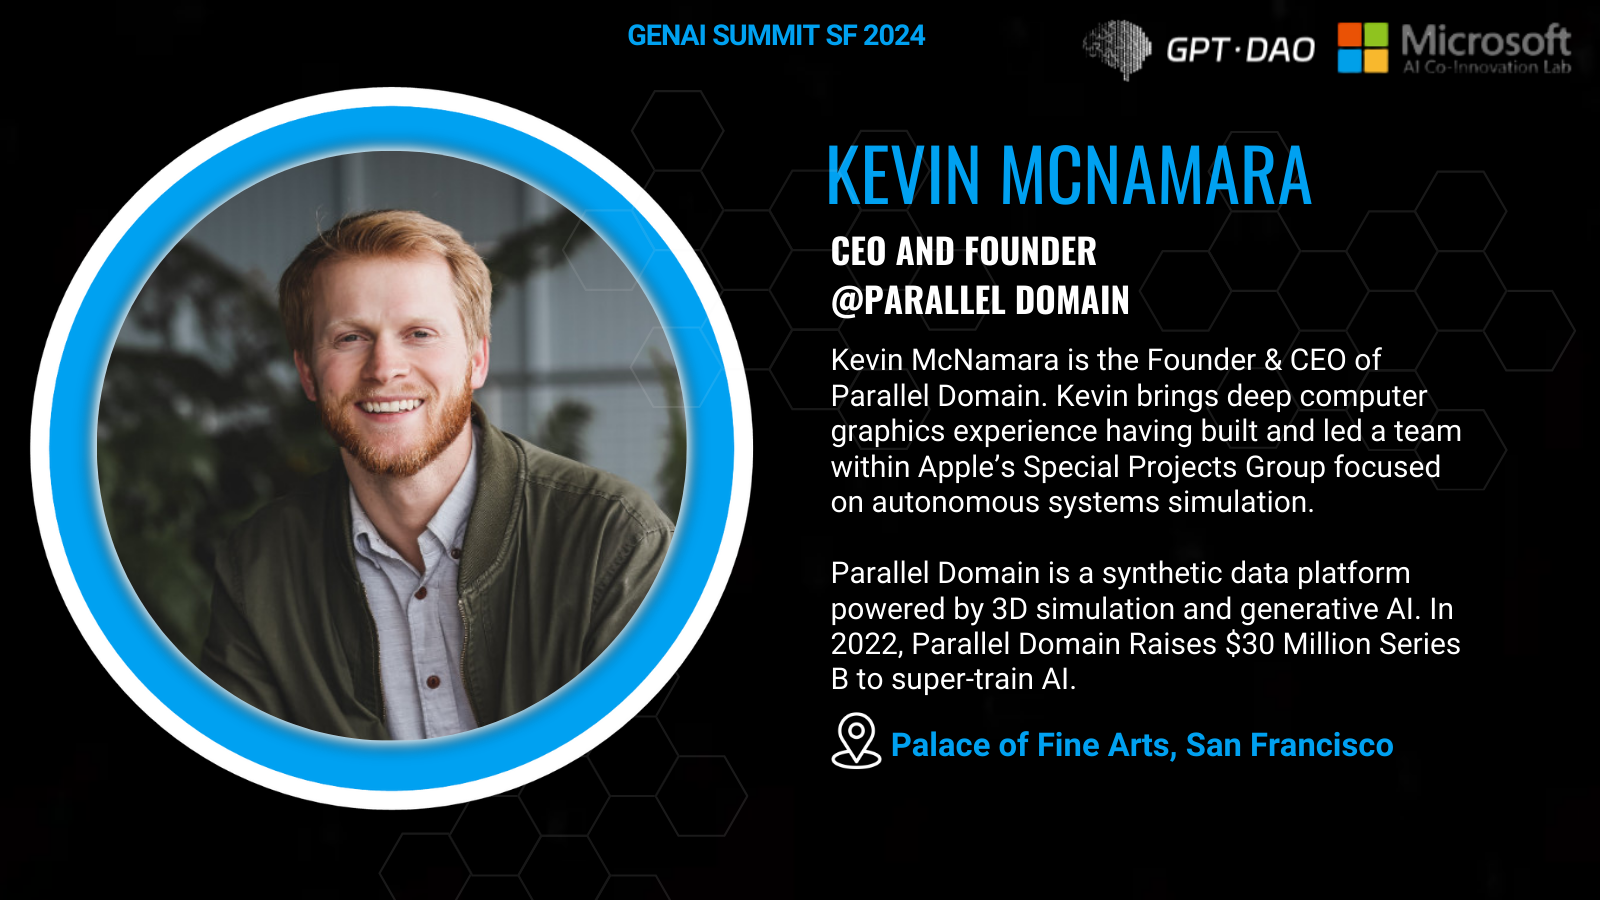 GENAI SUMMIT SF 2024
GPT·DAO
Microsoft
AI Co-Innovation Lab
KEVIN MCNAMARA
CEO AND FOUNDER
@PARALLEL DOMAIN
Kevin McNamara is the Founder & CEO of
Parallel Domain. Kevin brings deep computer
graphics experience having built and led a team
within Apple’s Special Projects Group focused
on autonomous systems simulation.
Parallel Domain is a synthetic data platform
powered by 3D simulation and generative AI. In
2022, Parallel Domain Raises $30 Million Series
B to super-train AI.
Palace of Fine Arts, San Francisco